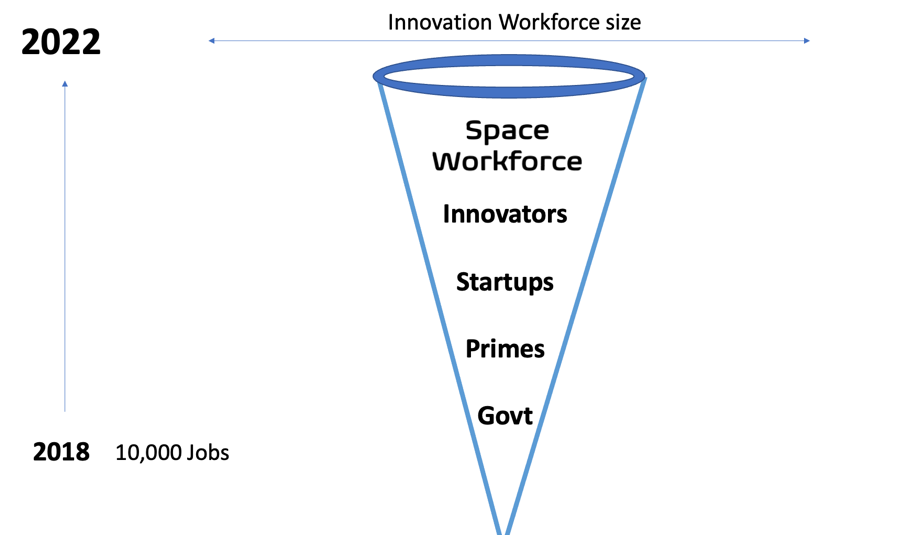 Innovation Workforce size
2022
Space
Workforce
Innovators
Startups
Primes
Govt
2018 10,000 Jobs